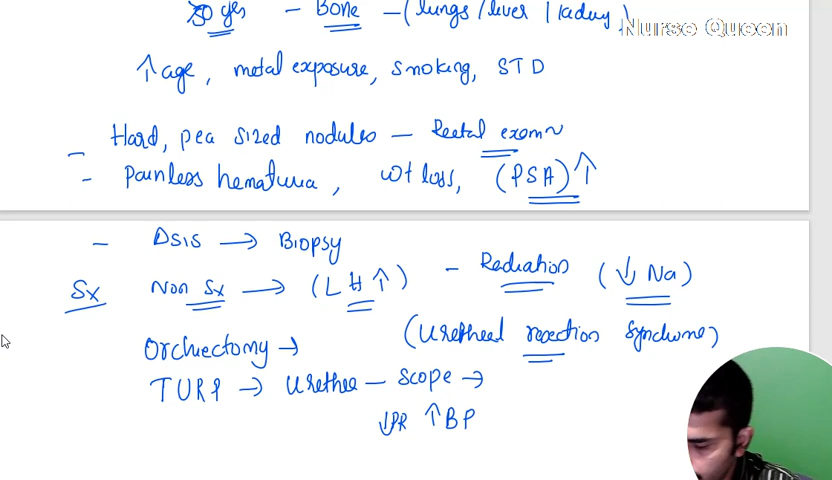 50 yrs - Bone - (lungs/liver/kidney)
Nurse Queen
↑ age, metal exposure, smoking, STD
- Hard, pea sized nodules - Rectal examn
- Painless hematuria, wt loss, (PSA) ↑
- Dsis → Biopsy
Sx Non Sx → (LH ↑) - Radiation (↓ Na)
Orchiectomy → (Uretheral resection Syndrome)
TURP → Urethra - scope →
↓PR ↑BP